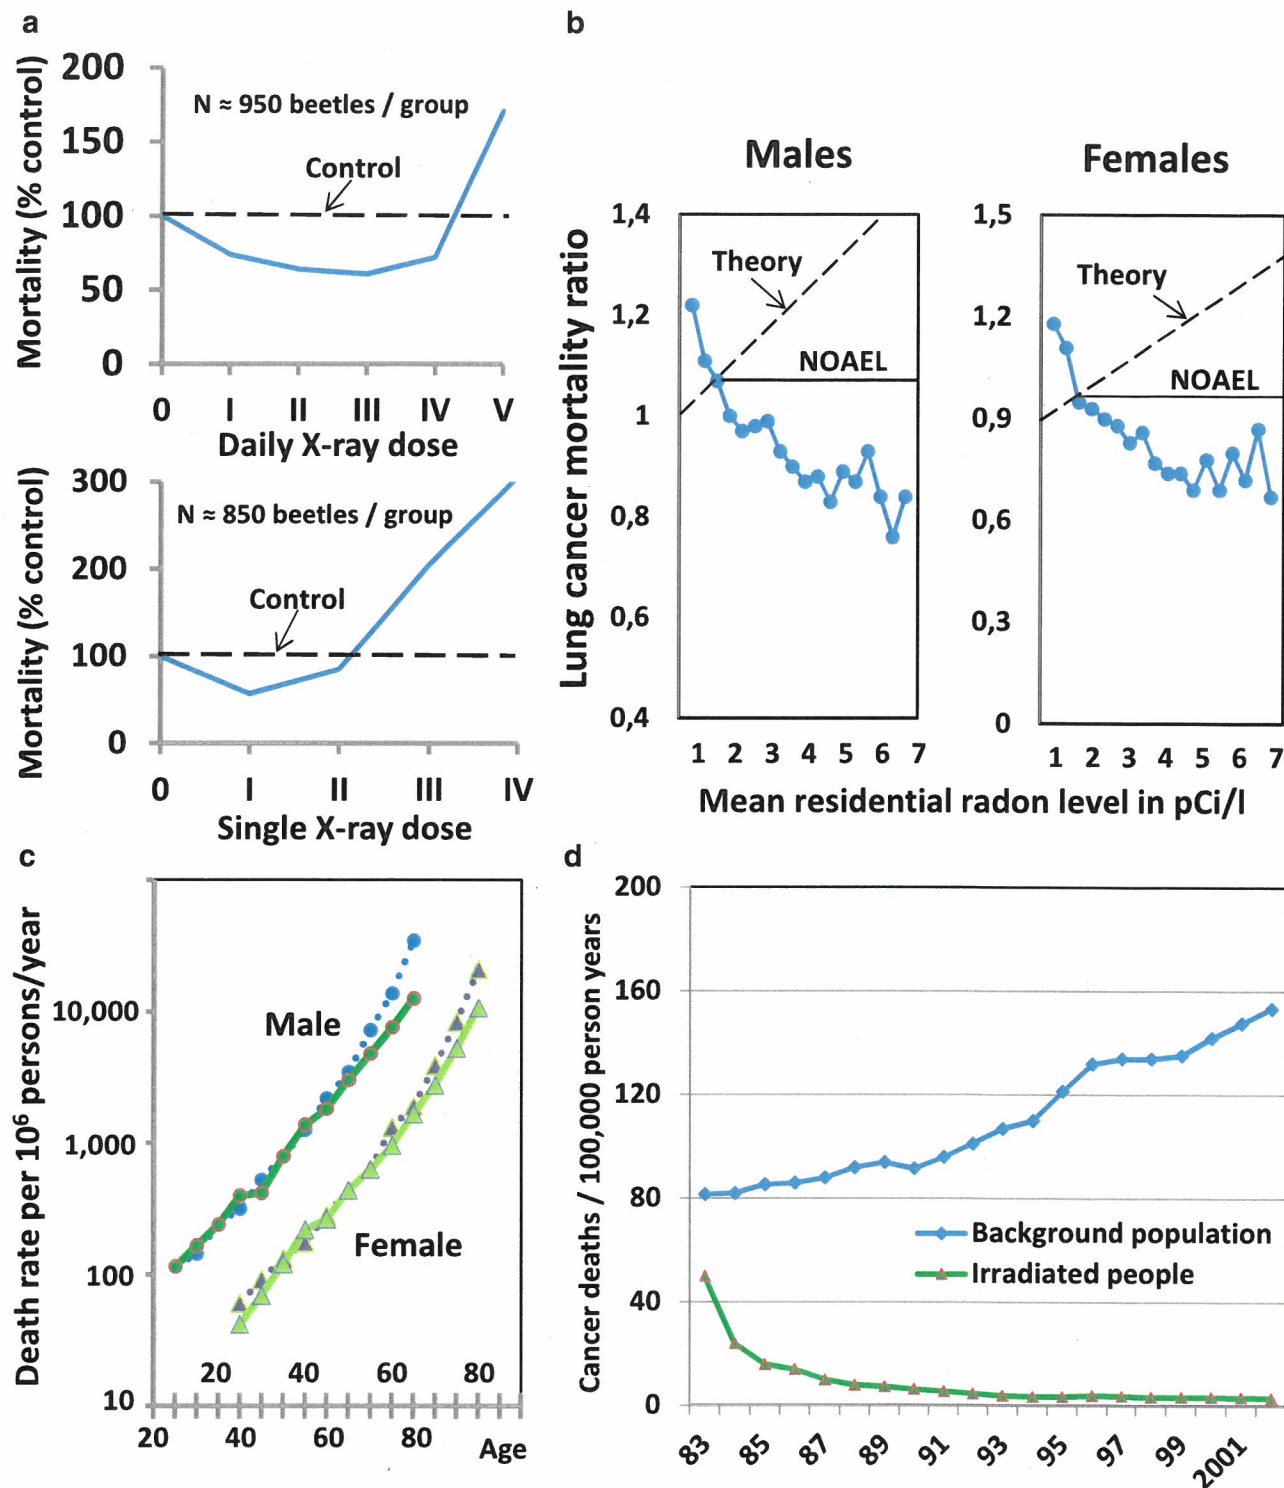 a
Mortality (% control)
200
150
100
50
0
N ≈ 950 beetles / group
Control
0 I II III IV V
Daily X-ray dose
Mortality (% control)
300
200
100
0
N ≈ 850 beetles / group
Control
0 I II III IV
Single X-ray dose
b
Lung cancer mortality ratio
Males
1,4
1,2
1
0,8
0,6
0,4
Theory
NOAEL
1 2 3 4 5 6 7
Females
1,5
1,2
0,9
0,6
0,3
0
Theory
NOAEL
1 2 3 4 5 6 7
Mean residential radon level in pCi/l
c
Death rate per 10⁶ persons/year
10,000
1,000
100
10
Male
Female
20 40 60 80
20 40 60 80 Age
d
Cancer deaths / 100,000 person years
200
160
120
80
40
0
Background population
Irradiated people
83 85 87 89 91 93 95 97 99 2001